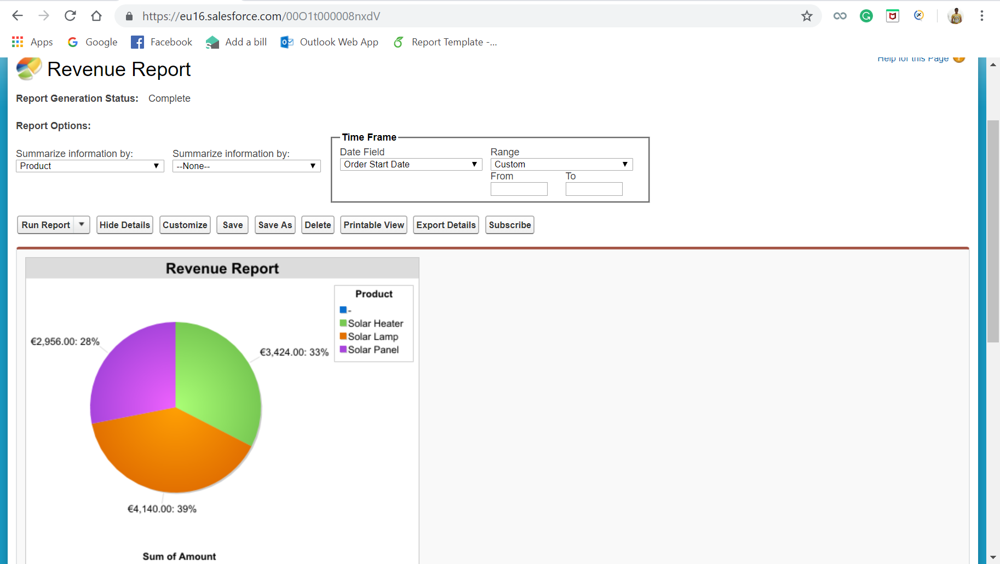 https://eu16.salesforce.com/00O1t000008nxdV
Apps Google Facebook Add a bill Outlook Web App Report Template -...
Help for this Page
Revenue Report
Report Generation Status: Complete
Report Options:
Time Frame
Summarize information by: Summarize information by: Date Field Range
Product --None-- Order Start Date Custom
From To
Run Report Hide Details Customize Save Save As Delete Printable View Export Details Subscribe
Revenue Report
Product
-
Solar Heater
Solar Lamp
Solar Panel
€2,956.00: 28%
€3,424.00: 33%
€4,140.00: 39%
Sum of Amount